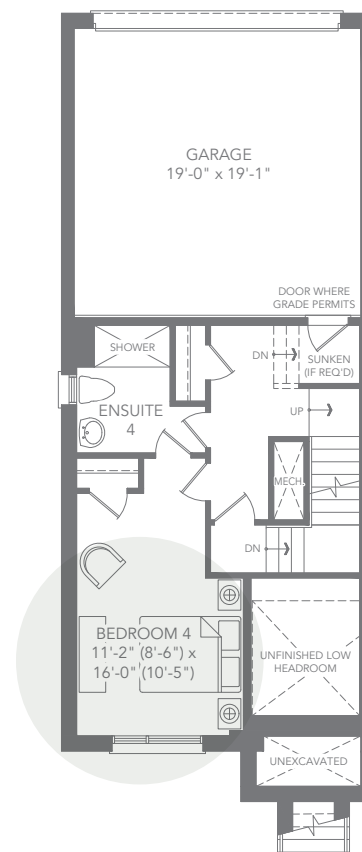 GARAGE
19'-0" x 19'-1"
DOOR WHERE
GRADE PERMITS
SHOWER
DN
SUNKEN
(IF REQ'D)
ENSUITE
4
UP
MECH.
DN
BEDROOM 4
11'-2" (8'-6") x
16'-0" (10'-5")
UNFINISHED LOW
HEADROOM
UNEXCAVATED